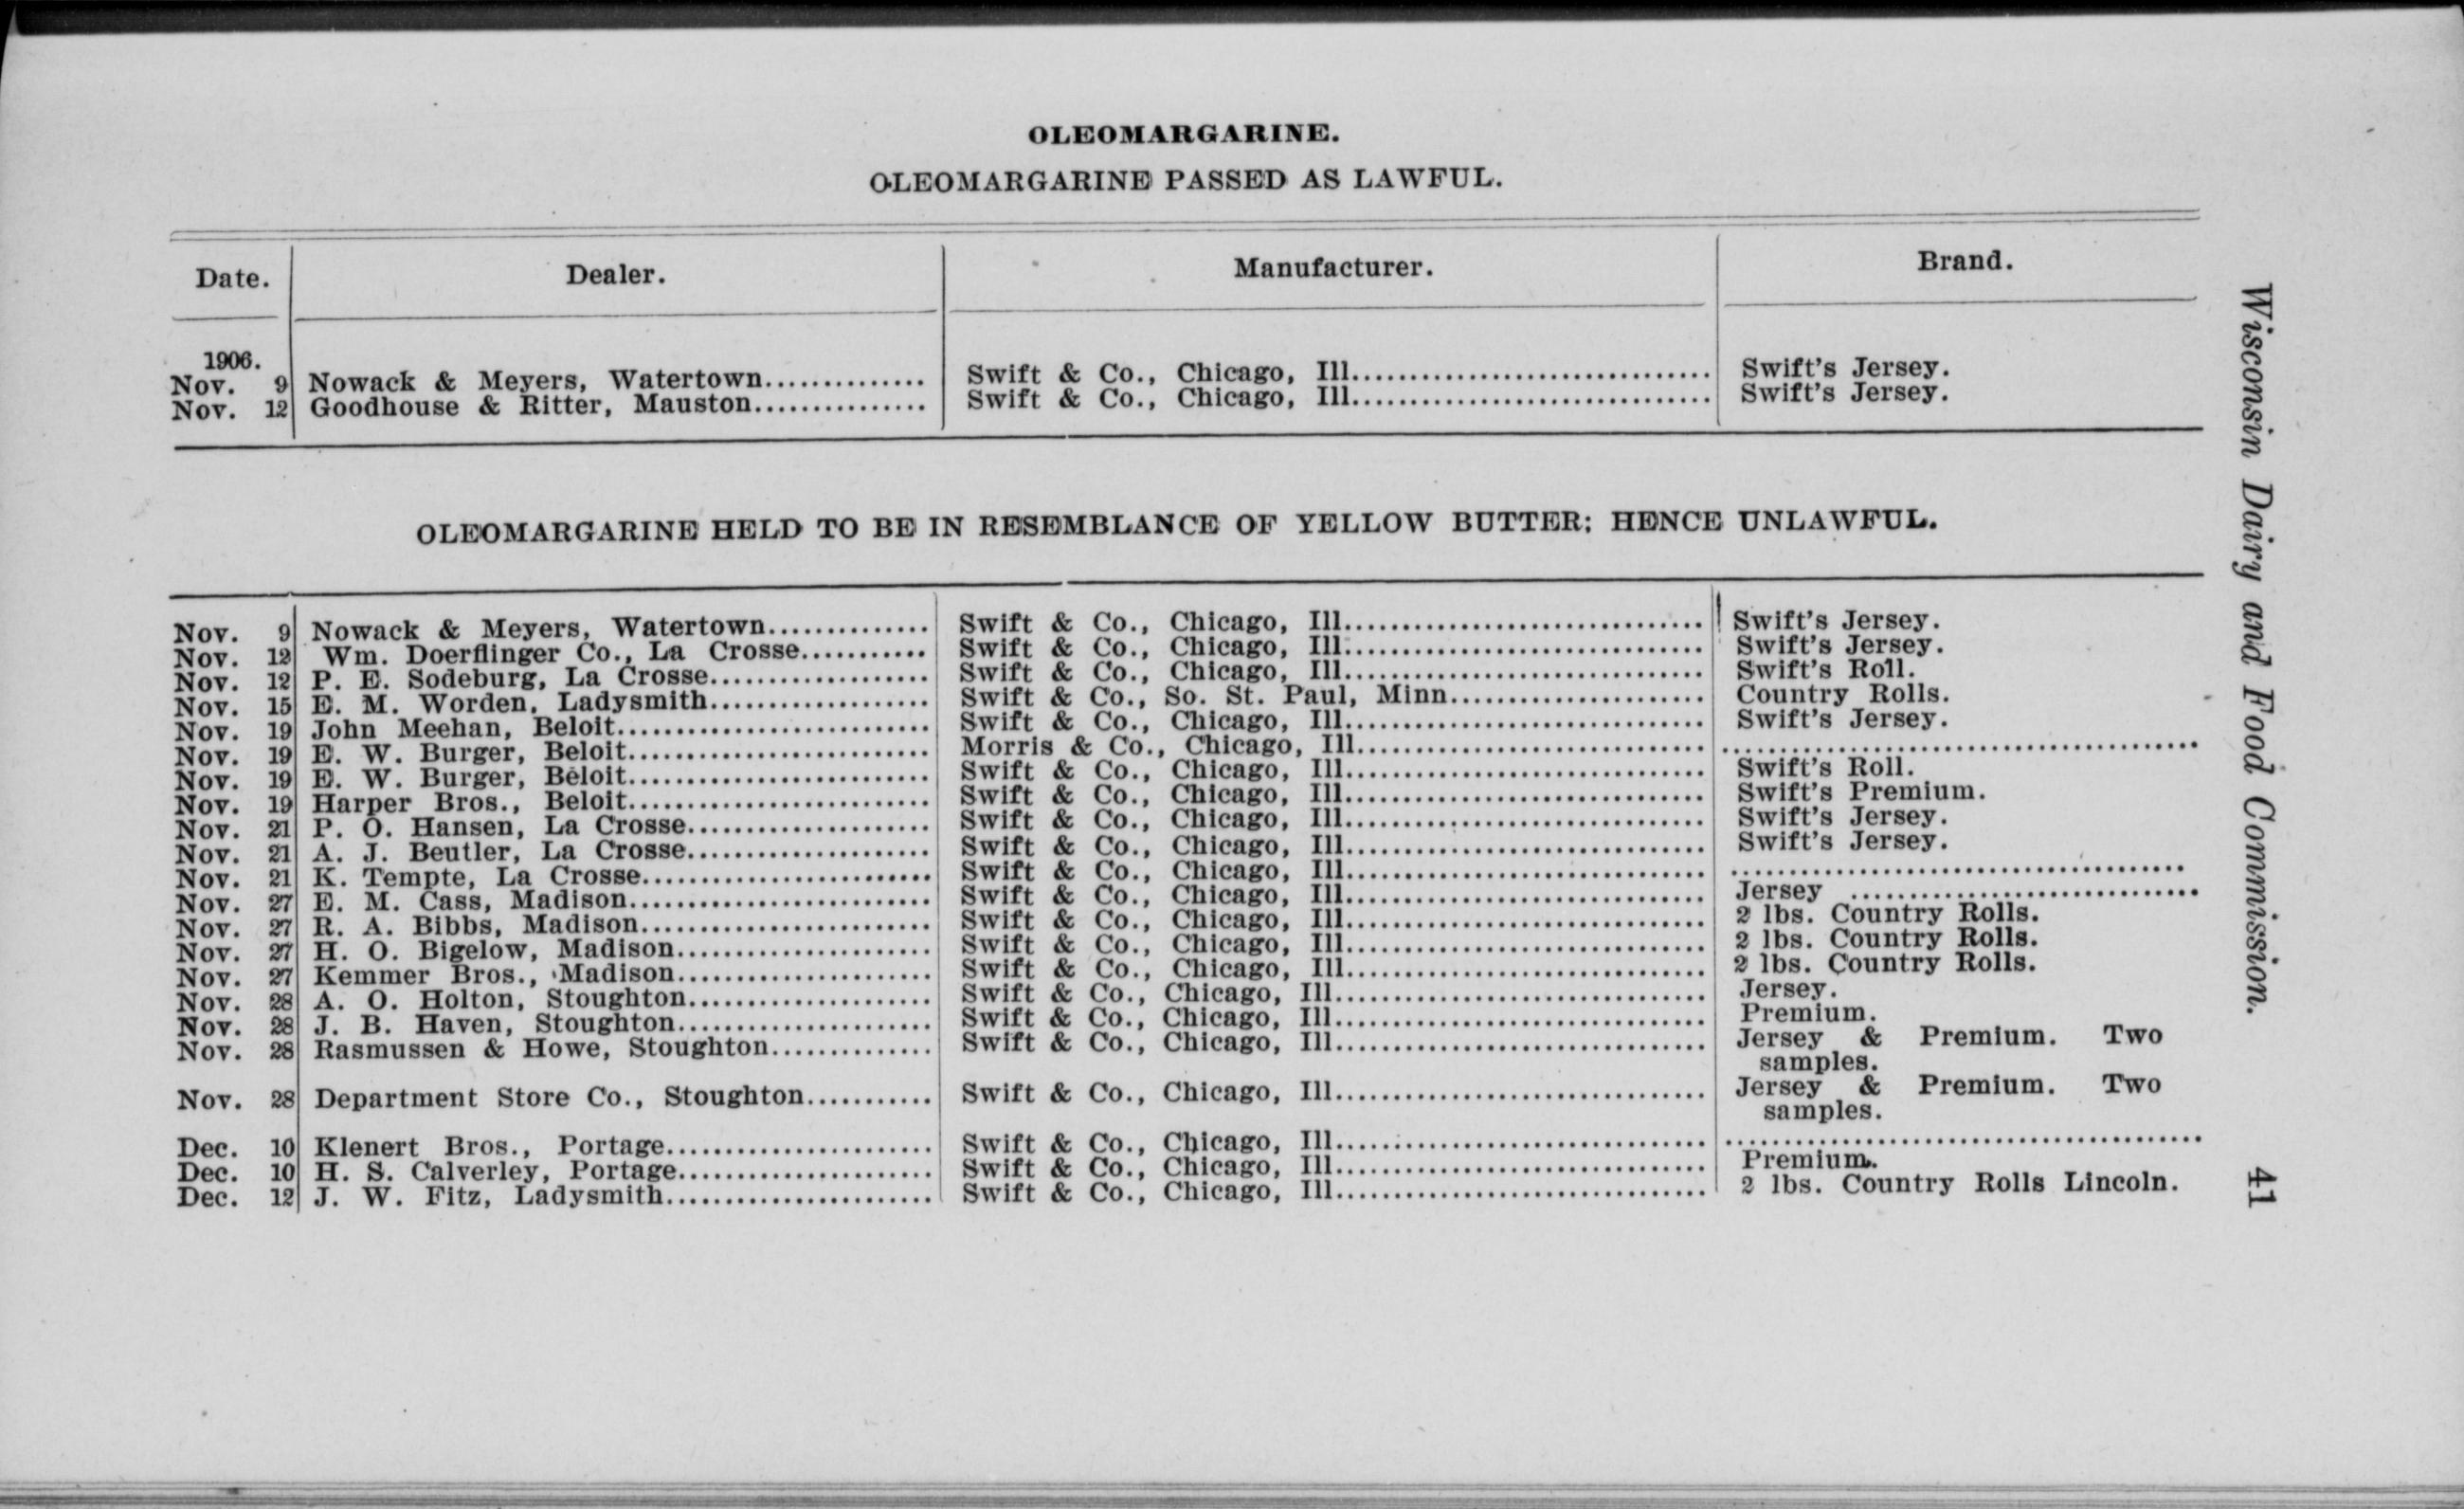 OLEOMARGARINE.
OLEOMARGARINE PASSED AS LAWFUL.
Date. Dealer. Manufacturer. Brand.
1906.
Nov. 9 Nowack & Meyers, Watertown.............. Swift & Co., Chicago, Ill............................... Swift's Jersey.
Nov. 12 Goodhouse & Ritter, Mauston............... Swift & Co., Chicago, Ill............................... Swift's Jersey.
OLEOMARGARINE HELD TO BE IN RESEMBLANCE OF YELLOW BUTTER; HENCE UNLAWFUL.
Nov. 9 Nowack & Meyers, Watertown.............. Swift & Co., Chicago, Ill............................... Swift's Jersey.
Nov. 12 Wm. Doerflinger Co., La Crosse........... Swift & Co., Chicago, Ill............................... Swift's Jersey.
Nov. 12 P. E. Sodeburg, La Crosse................... Swift & Co., Chicago, Ill............................... Swift's Roll.
Nov. 15 E. M. Worden, Ladysmith................... Swift & Co., So. St. Paul, Minn...................... Country Rolls.
Nov. 19 John Meehan, Beloit........................... Swift & Co., Chicago, Ill............................... Swift's Jersey.
Nov. 19 E. W. Burger, Beloit.......................... Morris & Co., Chicago, Ill.............................. .........................................
Nov. 19 E. W. Burger, Beloit.......................... Swift & Co., Chicago, Ill............................... Swift's Roll.
Nov. 19 Harper Bros., Beloit.......................... Swift & Co., Chicago, Ill............................... Swift's Premium.
Nov. 21 P. O. Hansen, La Crosse..................... Swift & Co., Chicago, Ill............................... Swift's Jersey.
Nov. 21 A. J. Beutler, La Crosse..................... Swift & Co., Chicago, Ill............................... Swift's Jersey.
Nov. 21 K. Tempte, La Crosse......................... Swift & Co., Chicago, Ill............................... .......................................
Nov. 27 E. M. Cass, Madison.......................... Swift & Co., Chicago, Ill............................... Jersey ..............................
Nov. 27 R. A. Bibbs, Madison......................... Swift & Co., Chicago, Ill............................... 2 lbs. Country Rolls.
Nov. 27 H. O. Bigelow, Madison...................... Swift & Co., Chicago, Ill............................... 2 lbs. Country Rolls.
Nov. 27 Kemmer Bros., Madison...................... Swift & Co., Chicago, Ill............................... 2 lbs. Country Rolls.
Nov. 28 A. O. Holton, Stoughton..................... Swift & Co., Chicago, Ill................................ Jersey.
Nov. 28 J. B. Haven, Stoughton...................... Swift & Co., Chicago, Ill................................ Premium.
Nov. 28 Rasmussen & Howe, Stoughton.............. Swift & Co., Chicago, Ill................................ Jersey & Premium. Two
samples.
Nov. 28 Department Store Co., Stoughton........... Swift & Co., Chicago, Ill................................ Jersey & Premium. Two
samples.
Dec. 10 Klenert Bros., Portage....................... Swift & Co., Chicago, Ill................................ .........................................
Dec. 10 H. S. Calverley, Portage...................... Swift & Co., Chicago, Ill................................ Premium.
Dec. 12 J. W. Fitz, Ladysmith....................... Swift & Co., Chicago, Ill................................ 2 lbs. Country Rolls Lincoln.
Wisconsin Dairy and Food Commission.
41